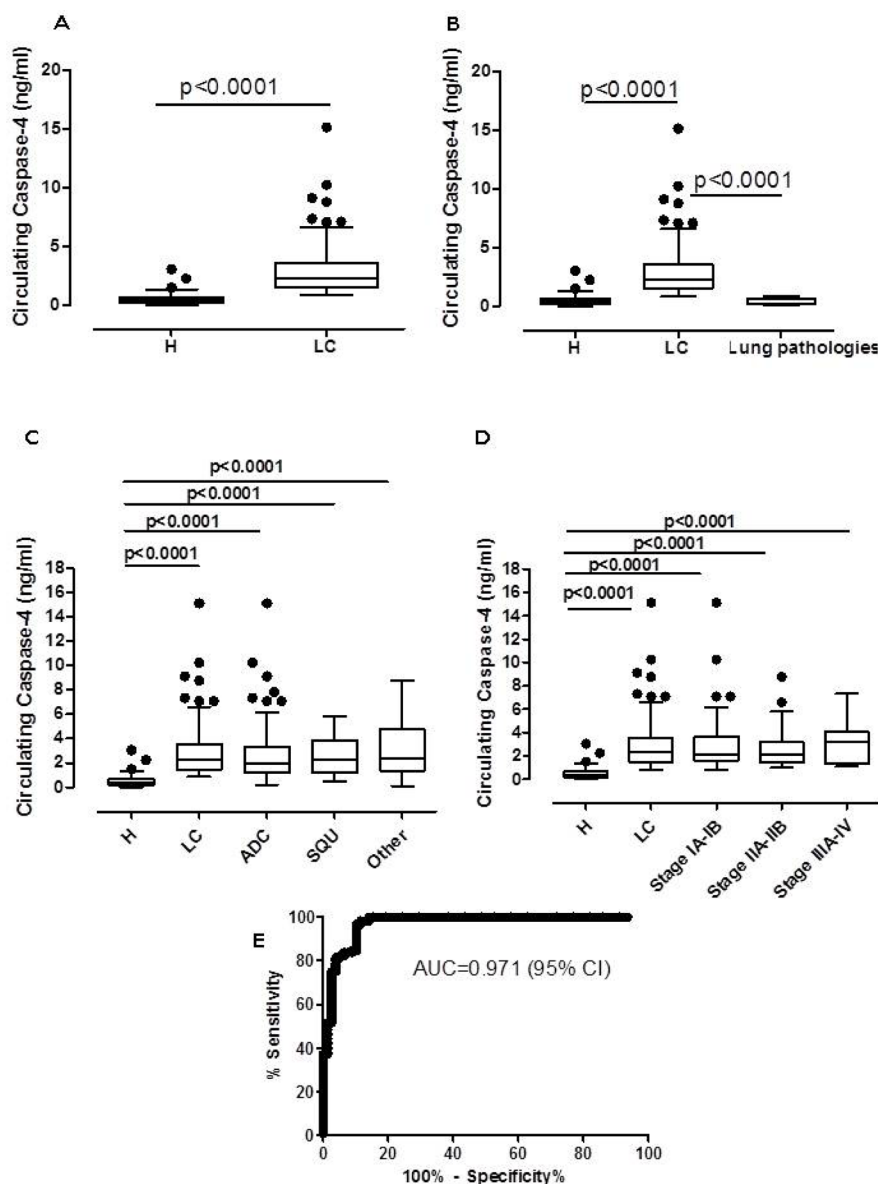 A
Circulating Caspase-4 (ng/ml)
20
15
10
5
0
p<0.0001
H
LC
B
Circulating Caspase-4 (ng/ml)
20
15
10
5
0
p<0.0001
p<0.0001
H
LC
Lung pathologies
C
p<0.0001
p<0.0001
p<0.0001
p<0.0001
Circulating Caspase-4 (ng/ml)
18
16
14
12
10
8
6
4
2
0
H
LC
ADC
SQU
Other
D
p<0.0001
p<0.0001
p<0.0001
p<0.0001
Circulating Caspase-4 (ng/ml)
18
16
14
12
10
8
6
4
2
0
H
LC
Stage IA-IB
Stage IIA-IIB
Stage IIIA-IV
E
% Sensitivity
100
80
60
40
20
0
AUC=0.971 (95% CI)
0
20
40
60
80
100
100% - Specificity%